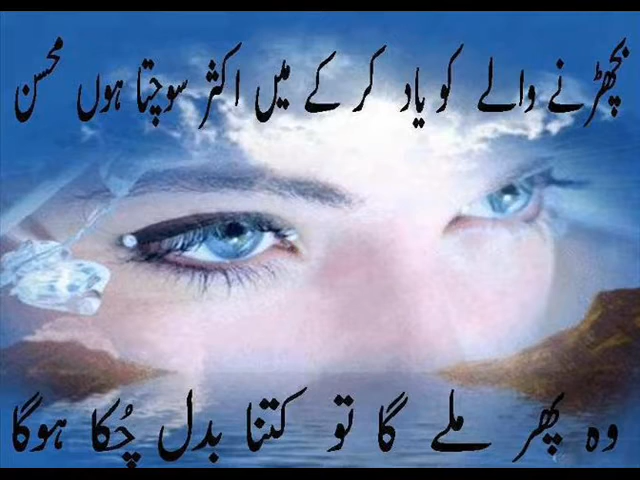 بچھڑنے والے کو یاد کر کے میں اکثر سوچتا ہوں محسن
وہ پھر ملے گا تو کتنا بدل چُکا ہوگا